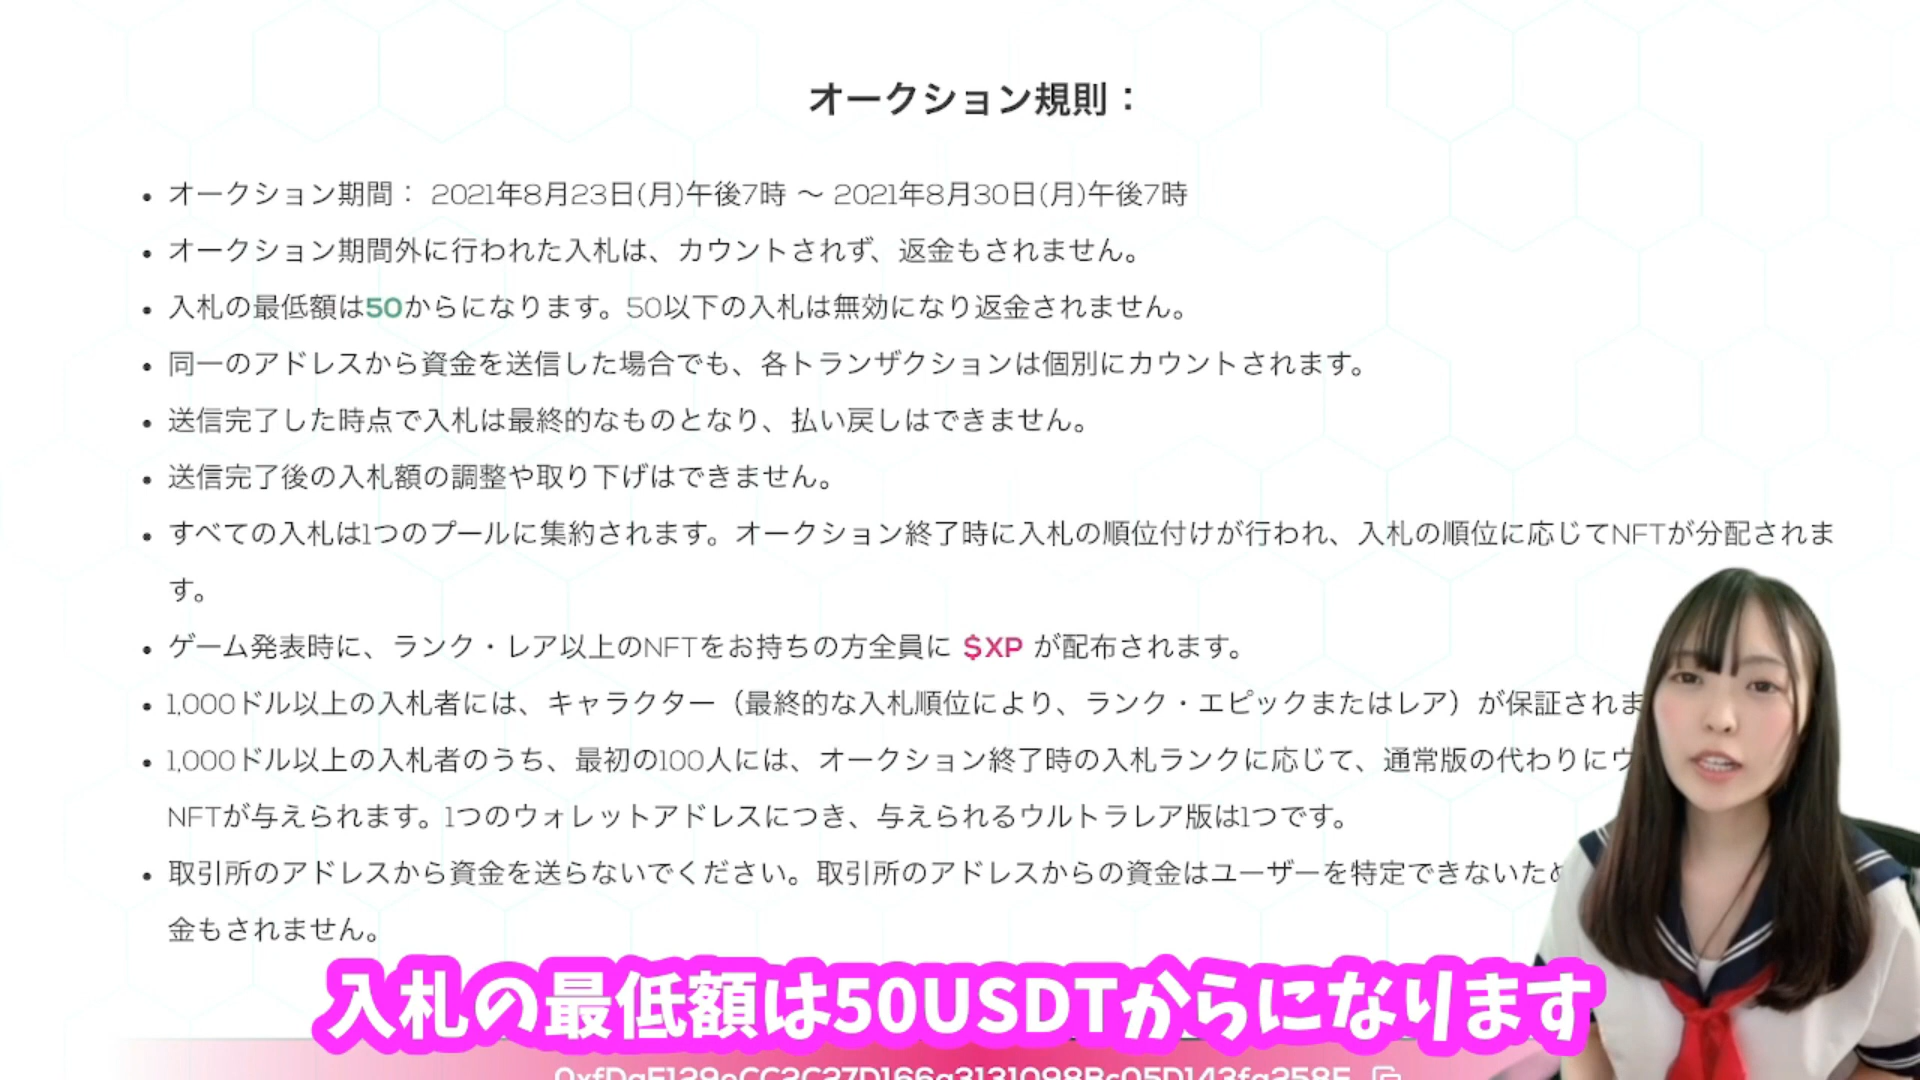 オークション規則：
• オークション期間： 2021年8月23日(月)午後7時 〜 2021年8月30日(月)午後7時
• オークション期間外に行われた入札は、カウントされず、返金もされません。
• 入札の最低額は50からになります。50以下の入札は無効になり返金されません。
• 同一のアドレスから資金を送信した場合でも、各トランザクションは個別にカウントされます。
• 送信完了した時点で入札は最終的なものとなり、払い戻しはできません。
• 送信完了後の入札額の調整や取り下げはできません。
• すべての入札は1つのプールに集約されます。オークション終了時に入札の順位付けが行われ、入札の順位に応じてNFTが分配されま
す。
• ゲーム発表時に、ランク・レア以上のNFTをお持ちの方全員に $XP が配布されます。
• 1,000ドル以上の入札者には、キャラクター（最終的な入札順位により、ランク・エピックまたはレア）が保証されま
• 1,000ドル以上の入札者のうち、最初の100人には、オークション終了時の入札ランクに応じて、通常版の代わりにウ
NFTが与えられます。1つのウォレットアドレスにつき、与えられるウルトラレア版は1つです。
• 取引所のアドレスから資金を送らないでください。取引所のアドレスからの資金はユーザーを特定できないため
金もされません。
入札の最低額は50USDTからになります